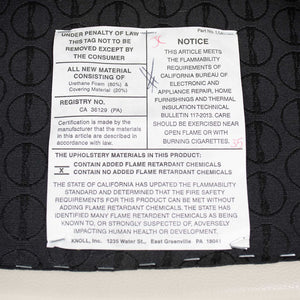 UNDER PENALTY OF LAW
THIS TAG NOT TO BE
REMOVED EXCEPT BY
THE CONSUMER
ALL NEW MATERIAL
CONSISTING OF
Urethane Foam (80%) &
Covering Material (20%)
REGISTRY NO.
CA 36129 (PA)
Certification is made by the
manufacturer that the materials
in this article are described in
accordance with law.
NOTICE
THIS ARTICLE MEETS
THE FLAMMABILITY
REQUIREMENTS OF
CALIFORNIA BUREAU OF
ELECTRONIC AND
APPLIANCE REPAIR, HOME
FURNISHINGS AND THERMAL
INSULATION TECHNICAL
BULLETIN 117-2013. CARE
SHOULD BE EXERCISED NEAR
OPEN FLAME OR WITH
BURNING CIGARETTES.
THE UPHOLSTERY MATERIALS IN THIS PRODUCT:
CONTAIN ADDED FLAME RETARDANT CHEMICALS
X CONTAIN NO ADDED FLAME RETARDANT CHEMICALS
THE STATE OF CALIFORNIA HAS UPDATED THE FLAMMABILITY
STANDARD AND DETERMINED THAT THE FIRE SAFETY
REQUIREMENTS FOR THIS PRODUCT CAN BE MET WITHOUT
ADDING FLAME RETARDANT CHEMICALS. THE STATE HAS
IDENTIFIED MANY FLAME RETARDANT CHEMICALS AS BEING
KNOWN TO, OR STRONGLY SUSPECTED OF, ADVERSELY
IMPACTING HUMAN HEALTH OR DEVELOPMENT.
KNOLL, INC. 1235 Water St., East Greenville, PA 18041